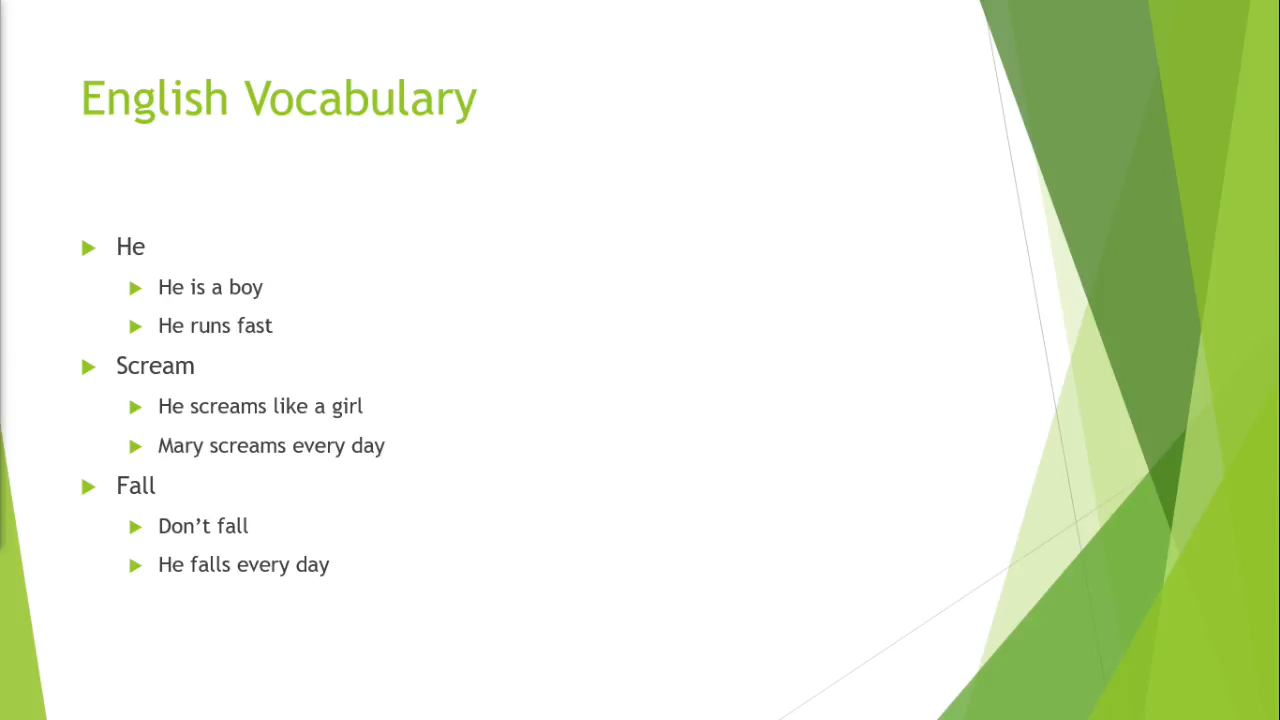 English Vocabulary
He
He is a boy
He runs fast
Scream
He screams like a girl
Mary screams every day
Fall
Don’t fall
He falls every day